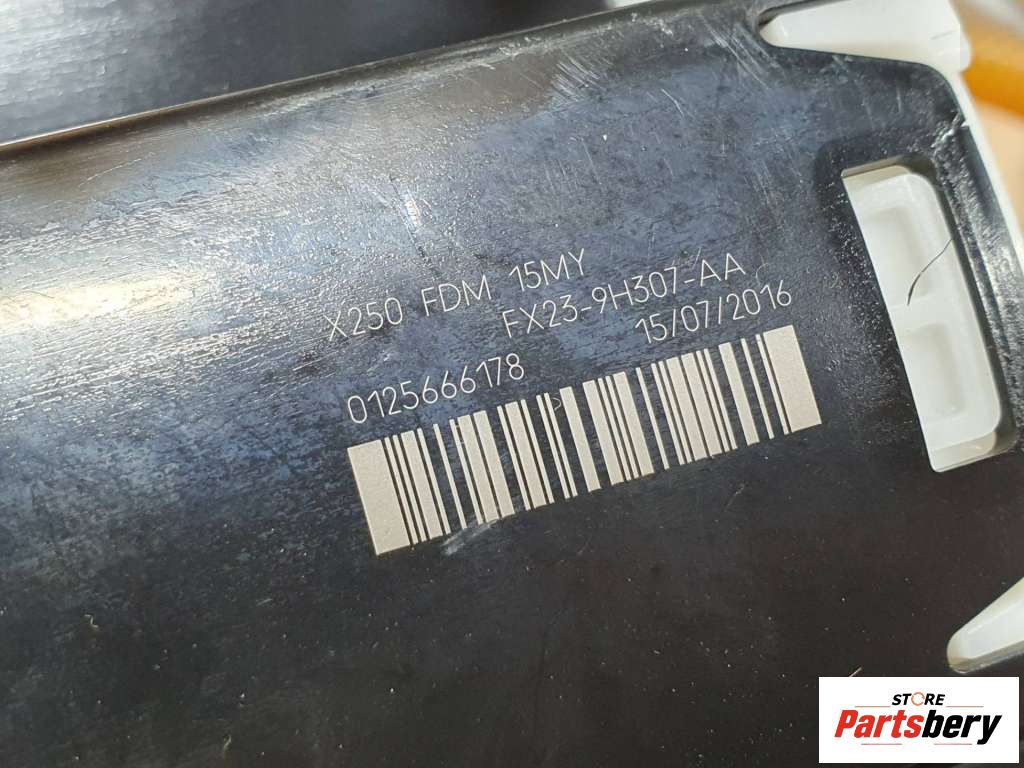 X250 FDM 15MY
FX23-9H307-AA
0125666178
15/07/2016
STORE
Partsbery